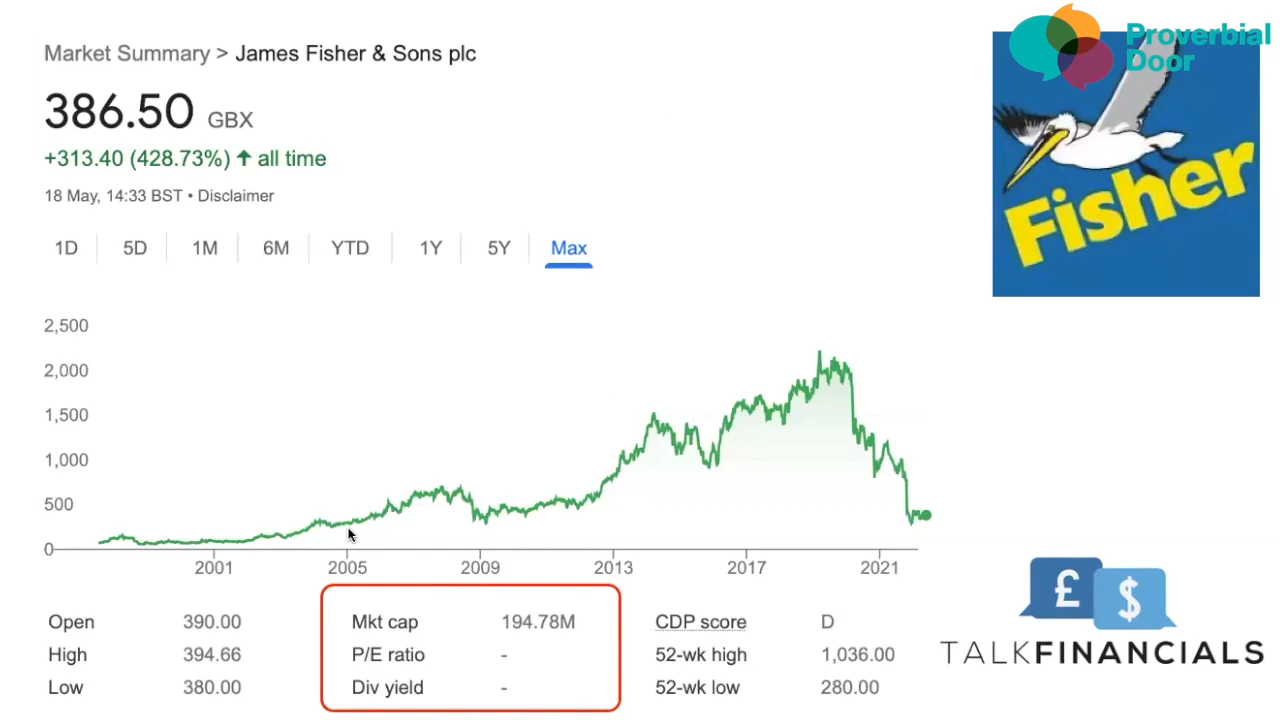 Market Summary > James Fisher & Sons plc
386.50 GBX
+313.40 (428.73%) ↑ all time
18 May, 14:33 BST • Disclaimer
1D 5D 1M 6M YTD 1Y 5Y Max
2,500
2,000
1,500
1,000
500
0
2001 2005 2009 2013 2017 2021
Open 390.00 Mkt cap 194.78M CDP score D
High 394.66 P/E ratio - 52-wk high 1,036.00
Low 380.00 Div yield - 52-wk low 280.00
Proverbial
Door
Fisher
£ $
TALKFINANCIALS